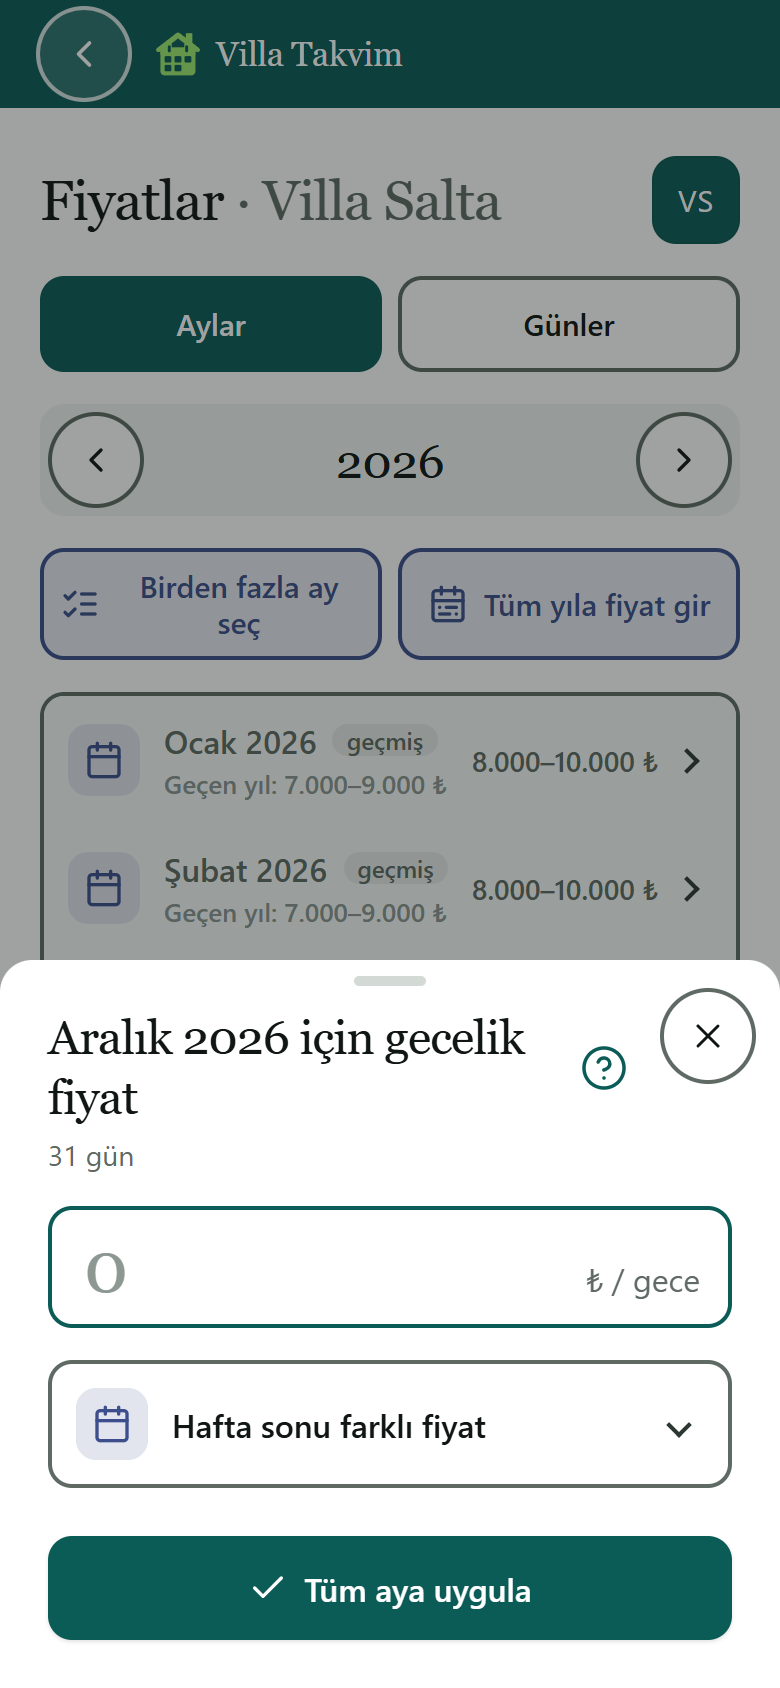 Villa Takvim
Fiyatlar · Villa Salta
VS
Aylar
Günler
2026
Birden fazla ay
seç
Tüm yıla fiyat gir
Ocak 2026 geçmiş
8.000–10.000 ₺
Geçen yıl: 7.000–9.000 ₺
Şubat 2026 geçmiş
8.000–10.000 ₺
Geçen yıl: 7.000–9.000 ₺
Aralık 2026 için gecelik
fiyat
?
31 gün
0
₺ / gece
Hafta sonu farklı fiyat
Tüm aya uygula